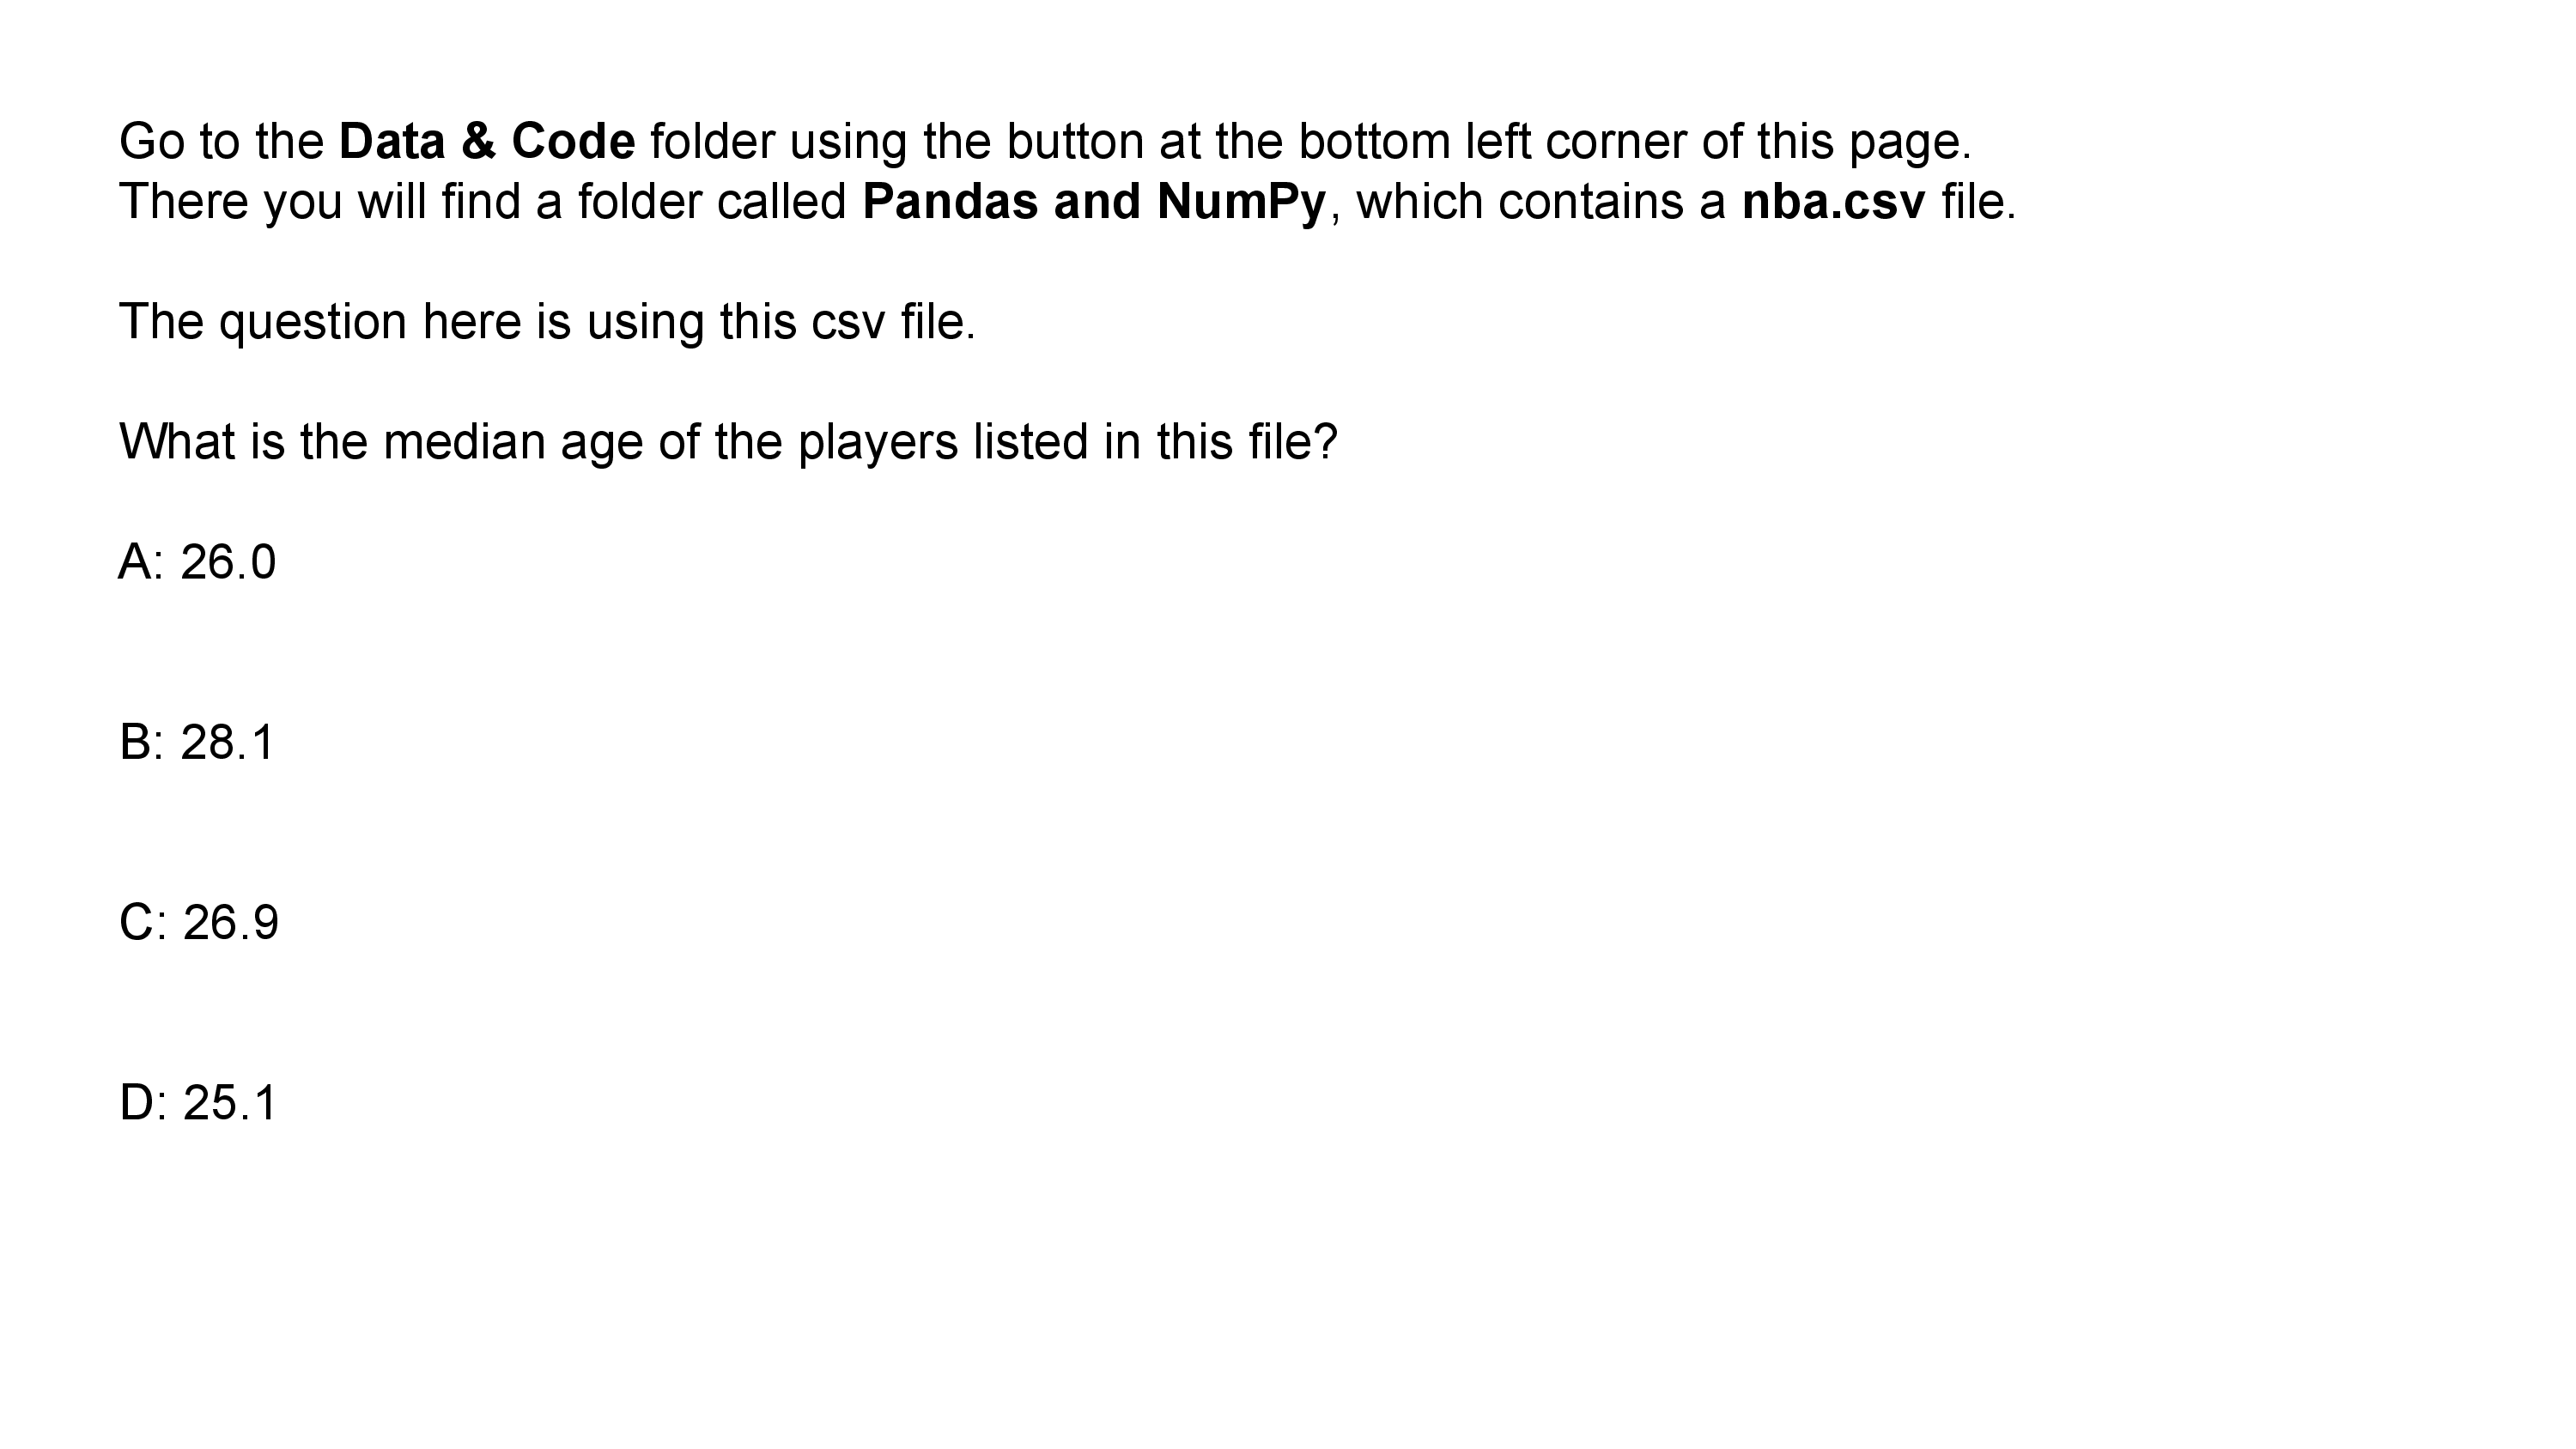 Go to the Data & Code folder using the button at the bottom left corner of this page.
There you will find a folder called Pandas and NumPy, which contains a nba.csv file.
The question here is using this csv file.
What is the median age of the players listed in this file?
A: 26.0
B: 28.1
C: 26.9
D: 25.1